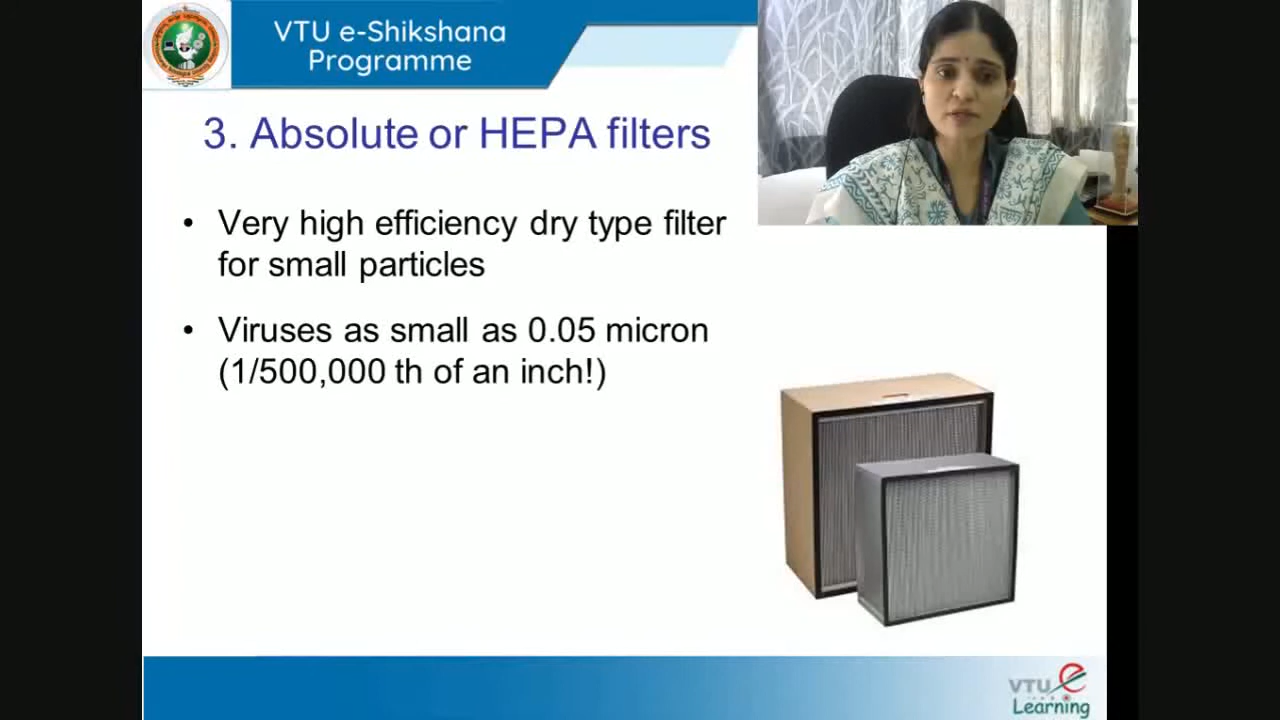 VTU e-Shikshana
Programme
3. Absolute or HEPA filters
• Very high efficiency dry type filter
for small particles
• Viruses as small as 0.05 micron
(1/500,000 th of an inch!)
VTU e
Learning